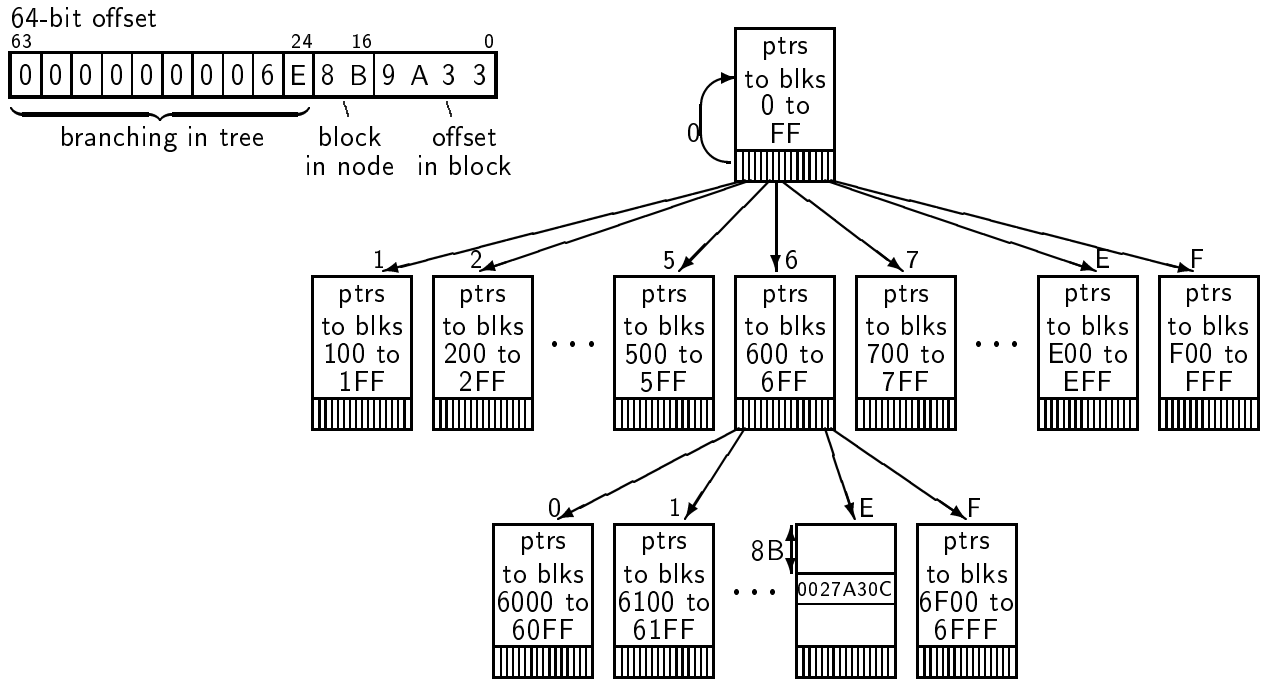 64-bit offset
63 24 16 0
0 0 0 0 0 0 0 0 6 E 8 B 9 A 3 3
branching in tree
block
in node
offset
in block
ptrs
to blks
0 to
FF
0
1 2 5 6 7 E F
ptrs
to blks
100 to
1FF
ptrs
to blks
200 to
2FF
. . .
ptrs
to blks
500 to
5FF
ptrs
to blks
600 to
6FF
ptrs
to blks
700 to
7FF
. . .
ptrs
to blks
E00 to
EFF
ptrs
to blks
F00 to
FFF
0 1 E F
ptrs
to blks
6000 to
60FF
ptrs
to blks
6100 to
61FF
. . .
8B
0027A30C
ptrs
to blks
6F00 to
6FFF